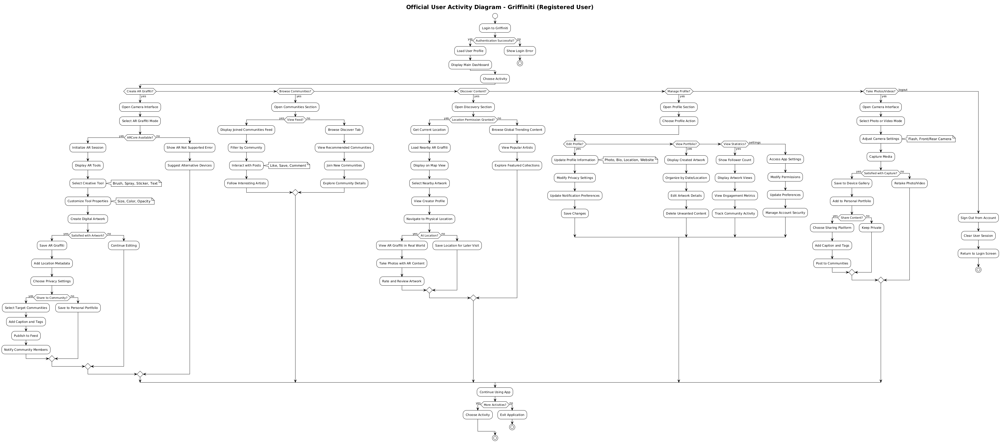 Official User Activity Diagram - Griffiniti (Registered User)
Login to Griffiniti
yes
Authentication Successful?
no
Load User Profile
Show Login Error
Display Main Dashboard
Choose Activity
Create AR Graffiti?
yes
Open Camera Interface
Select AR Graffiti Mode
yes
ARCore Available?
no
Initialize AR Session
Display AR Tools
Select Creative Tool
Brush, Spray, Sticker, Text
Customize Tool Properties
Size, Color, Opacity
Create Digital Artwork
yes
Satisfied with Artwork?
no
Save AR Graffiti
Add Location Metadata
Choose Privacy Settings
yes
Share to Community?
no
Select Target Communities
Add Caption and Tags
Publish to Feed
Notify Community Members
Save to Personal Portfolio
Continue Editing
Show AR Not Supported Error
Suggest Alternative Devices
Browse Communities?
yes
Open Communities Section
yes
View Feed?
no
Display Joined Communities Feed
Filter by Community
Interact with Posts
Like, Save, Comment
Follow Interesting Artists
Browse Discover Tab
View Recommended Communities
Join New Communities
Explore Community Details
Discover Content?
yes
Open Discovery Section
yes
Location Permission Granted?
no
Get Current Location
Load Nearby AR Graffiti
Display on Map View
Select Nearby Artwork
View Creator Profile
Navigate to Physical Location
yes
At Location?
no
View AR Graffiti in Real World
Take Photos with AR Content
Rate and Review Artwork
Save Location for Later Visit
Browse Global Trending Content
View Popular Artists
Explore Featured Collections
Manage Profile?
yes
Open Profile Section
Choose Profile Action
Edit Profile?
yes
Update Profile Information
Photo, Bio, Location, Website
Modify Privacy Settings
Update Notification Preferences
Save Changes
View Portfolio?
yes
Display Created Artwork
Organize by Date/Location
Edit Artwork Details
Delete Unwanted Content
View Statistics?
settings
yes
Show Follower Count
Display Artwork Views
View Engagement Metrics
Track Community Activity
Access App Settings
Modify Permissions
Update Preferences
Manage Account Security
Take Photos/Videos?
logout
yes
Open Camera Interface
Select Photo or Video Mode
Adjust Camera Settings
Flash, Front/Rear Camera
Capture Media
yes
Satisfied with Capture?
no
Save to Device Gallery
Add to Personal Portfolio
yes
Share Content?
no
Choose Sharing Platform
Add Caption and Tags
Post to Communities
Keep Private
Retake Photo/Video
Sign Out from Account
Clear User Session
Return to Login Screen
Continue Using App
yes
More Activities?
no
Choose Activity
Exit Application